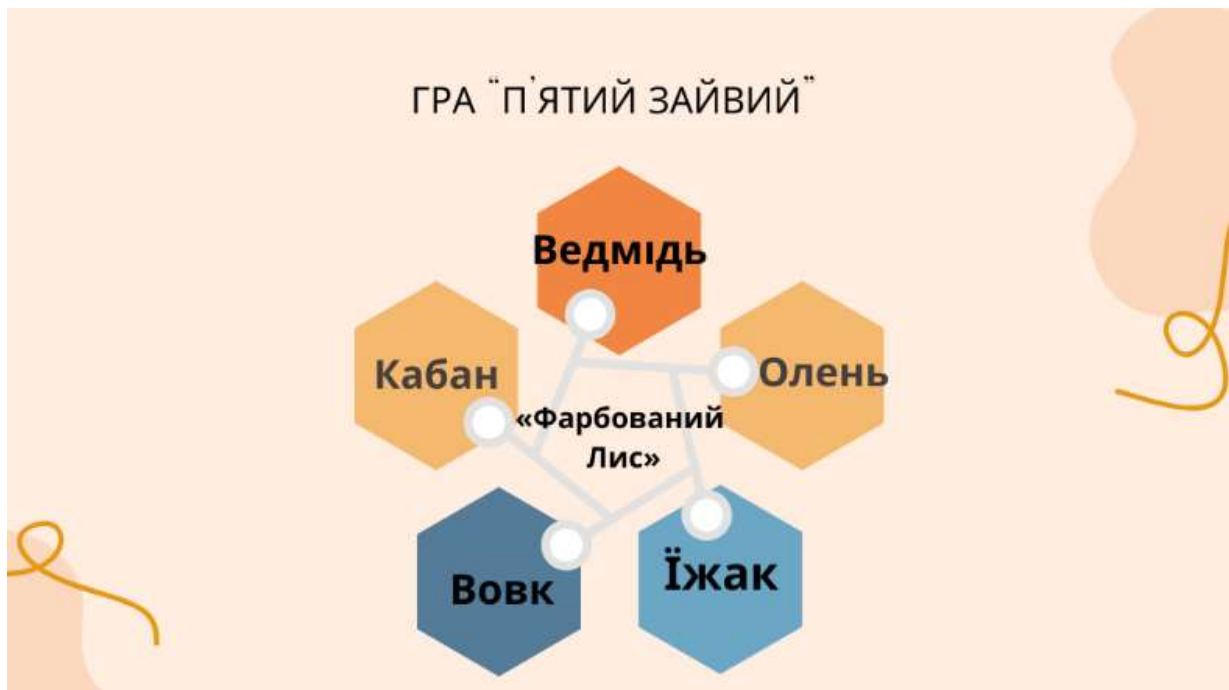 ГРА “П᾿ЯТИЙ ЗАЙВИЙ”
Ведмідь
Кабан
Олень
«Фарбований
Лис»
Вовк
Їжак